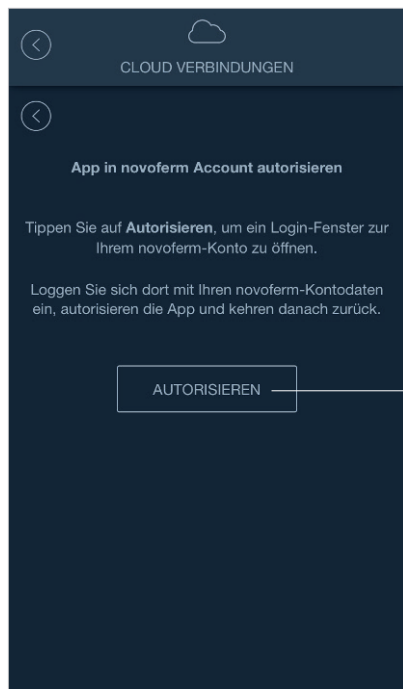 CLOUD VERBINDUNGEN
App in novoferm Account autorisieren
Tippen Sie auf Autorisieren, um ein Login-Fenster zur
Ihrem novoferm-Konto zu öffnen.
Loggen Sie sich dort mit Ihren novoferm-Kontodaten
ein, autorisieren die App und kehren danach zurück.
AUTORISIEREN